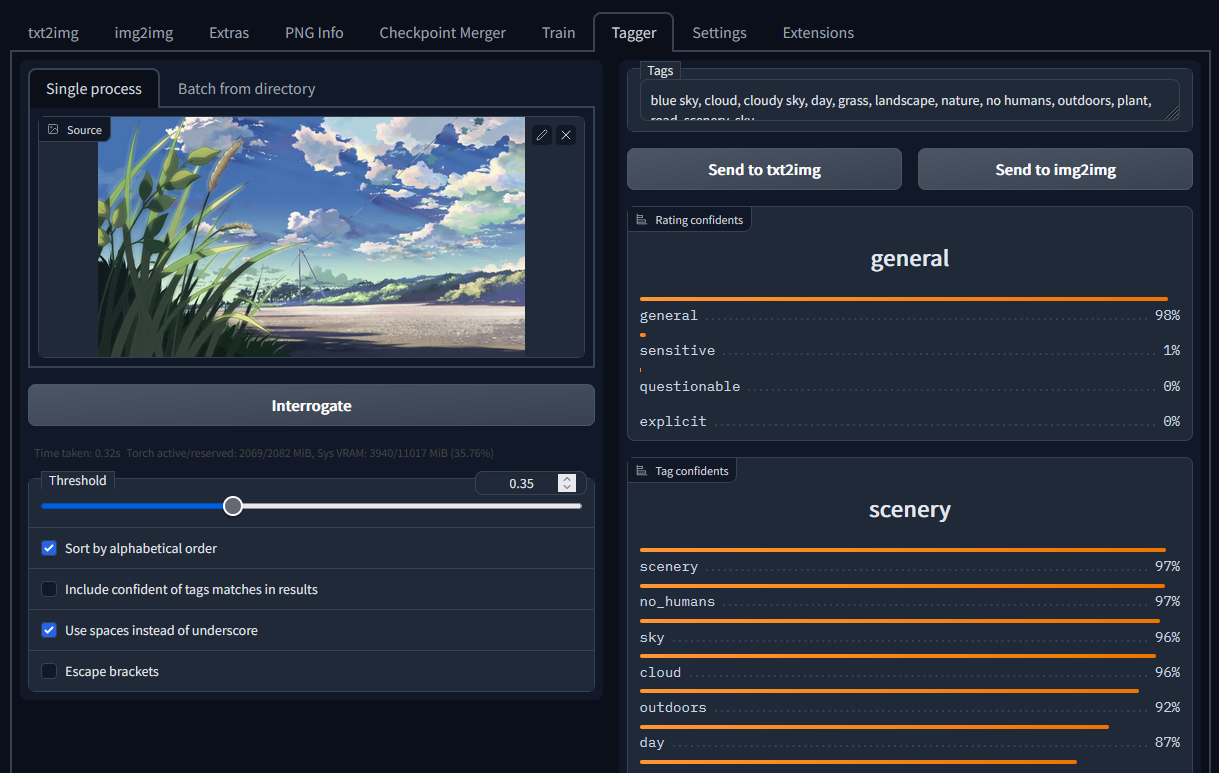 txt2img img2img Extras PNG Info Checkpoint Merger Train Tagger Settings Extensions
Single process Batch from directory
Source
Interrogate
Time taken: 0.32s Torch active/reserved: 2069/2082 MiB, Sys VRAM: 3940/11017 MiB (35.76%)
Threshold 0.35
Sort by alphabetical order
Include confident of tags matches in results
Use spaces instead of underscore
Escape brackets
Tags
blue sky, cloud, cloudy sky, day, grass, landscape, nature, no humans, outdoors, plant,
road, scenery, sky
Send to txt2img Send to img2img
Rating confidents
general
general 98%
sensitive 1%
questionable 0%
explicit 0%
Tag confidents
scenery
scenery 97%
no_humans 97%
sky 96%
cloud 96%
outdoors 92%
day 87%